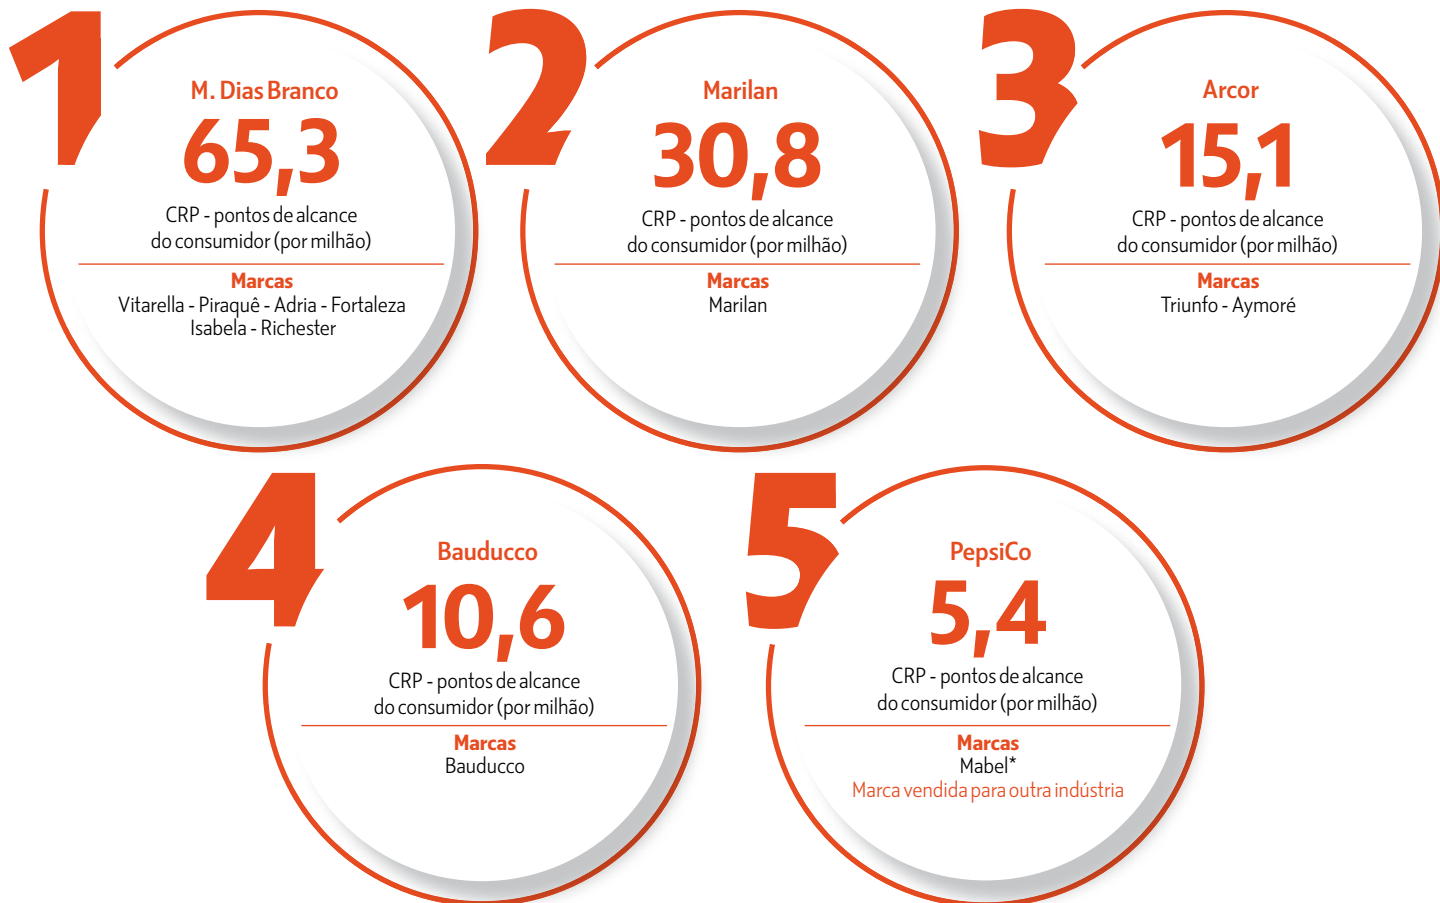 1
M. Dias Branco
65,3
CRP - pontos de alcance
do consumidor (por milhão)
Marcas
Vitarella - Piraquê - Adria - Fortaleza
Isabela - Richester
2
Marilan
30,8
CRP - pontos de alcance
do consumidor (por milhão)
Marcas
Marilan
3
Arcor
15,1
CRP - pontos de alcance
do consumidor (por milhão)
Marcas
Triunfo - Aymoré
4
Bauducco
10,6
CRP - pontos de alcance
do consumidor (por milhão)
Marcas
Bauducco
5
PepsiCo
5,4
CRP - pontos de alcance
do consumidor (por milhão)
Marcas
Mabel*
Marca vendida para outra indústria